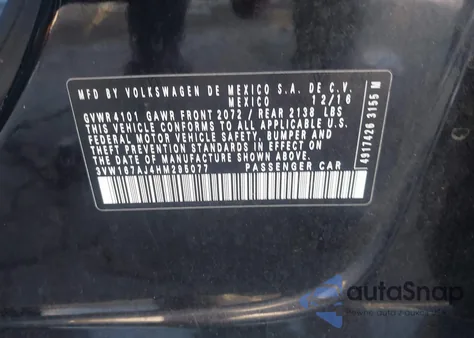 MFD BY VOLKSWAGEN DE MEXICO S.A. DE C.V.
MEXICO 12/16
GVWR4101 GAWR FRONT 2072 / REAR 2138 LBS
THIS VEHICLE CONFORMS TO ALL APPLICABLE U.S.
FEDERAL MOTOR VEHICLE SAFETY, BUMPER AND
THEFT PREVENTION STANDARDS IN EFFECT ON
THE DATE OF MANUFACTURE SHOWN ABOVE
3VW167AJ4HM295077 PASSENGER CAR
4917426 3155 M
autoSnap